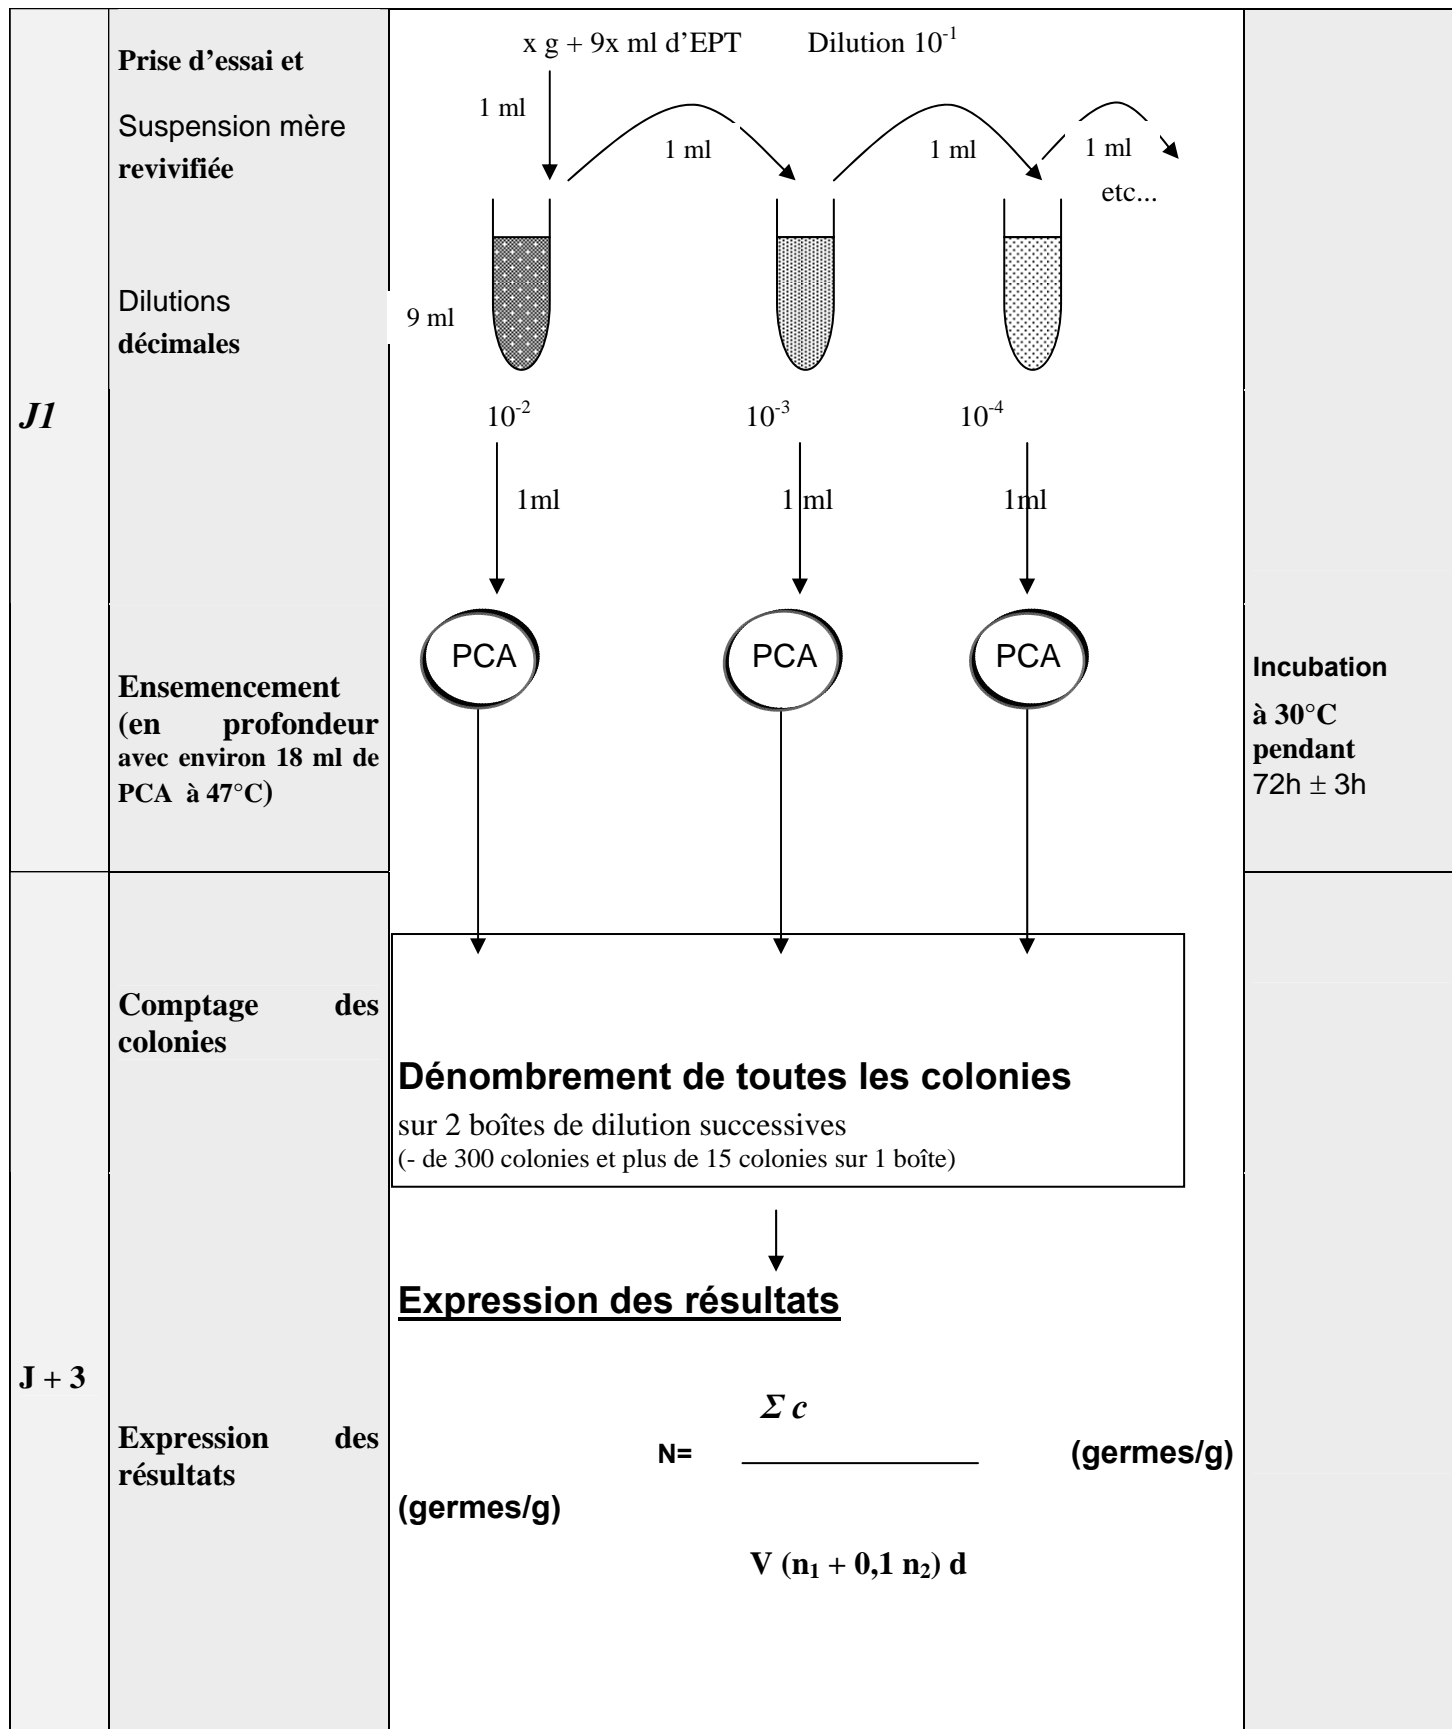 J1
Prise d'essai et
Suspension mère
revivifiée
Dilutions
décimales
x g + 9x ml d'EPT Dilution 10⁻¹
1 ml
1 ml
1 ml
1 ml
etc...
9 ml
10⁻² 10⁻³ 10⁻⁴
1ml 1 ml 1ml
Ensemencement
(en profondeur
avec environ 18 ml de
PCA à 47°C)
PCA PCA PCA
Incubation
à 30°C
pendant
72h ± 3h
J + 3
Comptage des
colonies
Dénombrement de toutes les colonies
sur 2 boîtes de dilution successives
(- de 300 colonies et plus de 15 colonies sur 1 boîte)
Expression des résultats
Expression des
résultats
Σ c
N= (germes/g)
(germes/g)
V (n₁ + 0,1 n₂) d